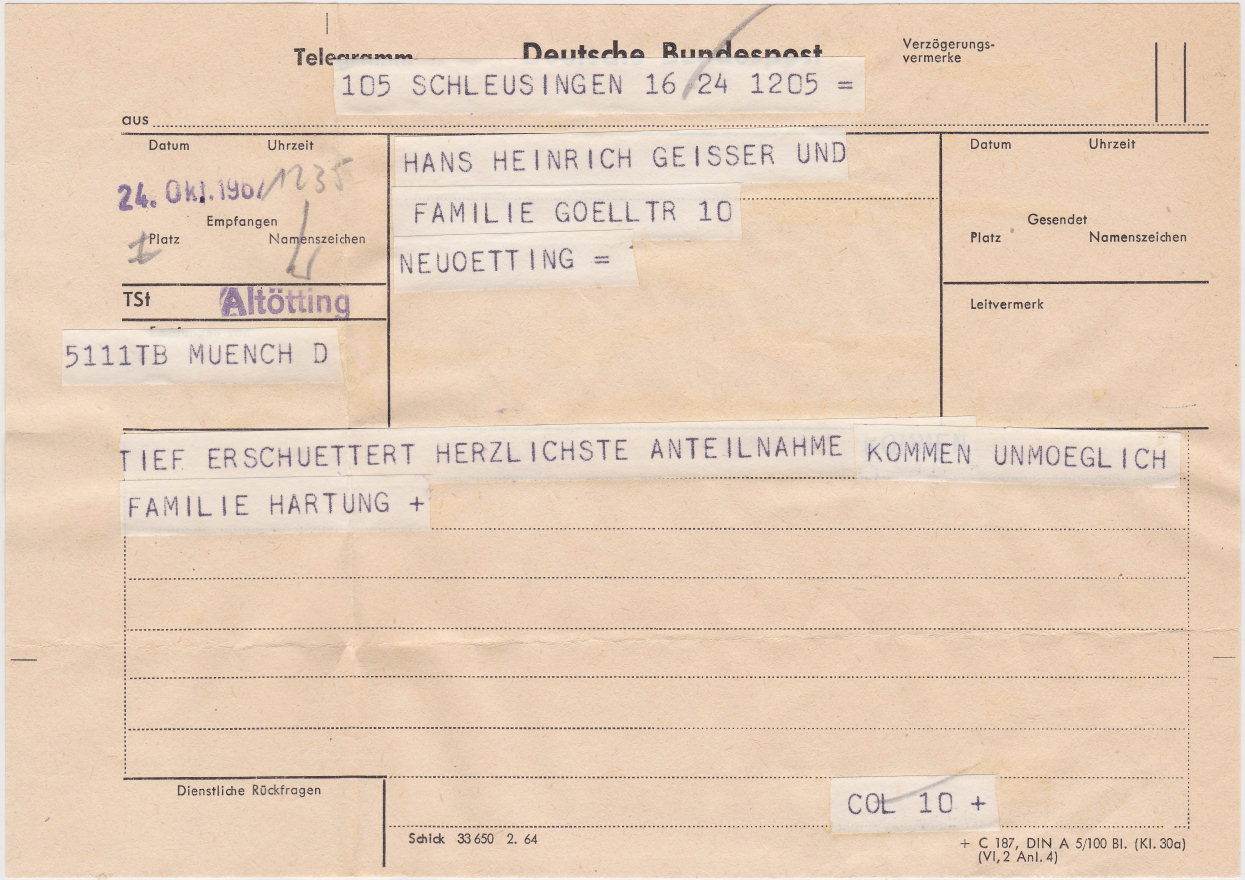 Telegramm Deutsche Bundespost Verzögerungs-
vermerke
105 SCHLEUSINGEN 16 24 1205 =
aus
Datum Uhrzeit
24. Okt. 1967 1235
Empfangen
Platz Namenszeichen
TSt Altötting
5111TB MUENCH D
HANS HEINRICH GEISSER UND
FAMILIE GOELLTR 10
NEUOETTING =
Datum Uhrzeit
Gesendet
Platz Namenszeichen
Leitvermerk
TIEF ERSCHUETTERT HERZLICHSTE ANTEILNAHME KOMMEN UNMOEGLICH
FAMILIE HARTUNG +
Dienstliche Rückfragen
COL 10 +
Schick 33650 2. 64
+ C 187, DIN A 5/100 Bl. (Kl. 30a)
(VI, 2 Anl. 4)